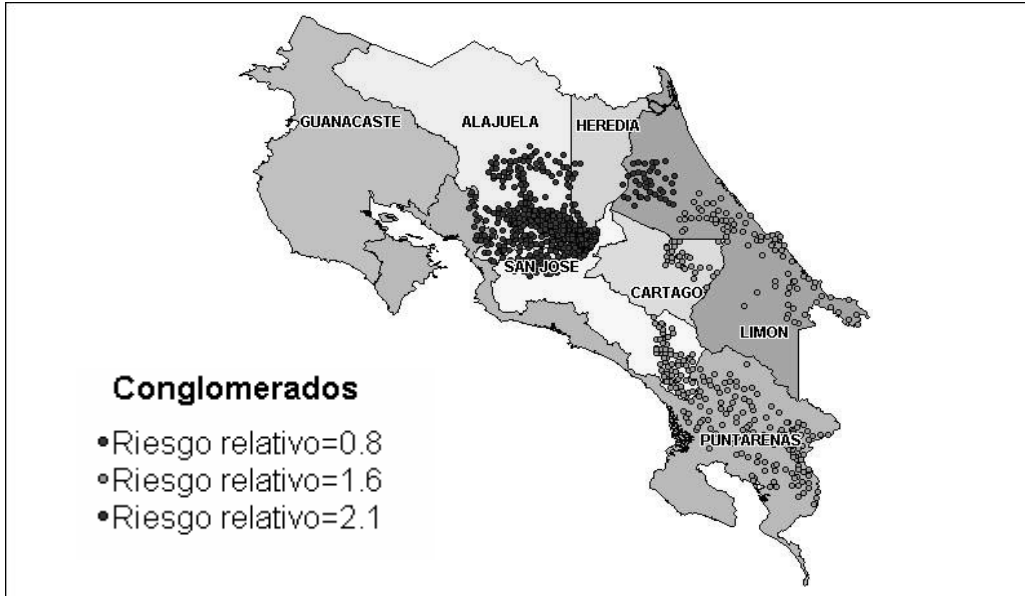 GUANACASTE
ALAJUELA
HEREDIA
SAN JOSE
CARTAGO
LIMON
PUNTARENAS
Conglomerados
Riesgo relativo=0.8
Riesgo relativo=1.6
Riesgo relativo=2.1